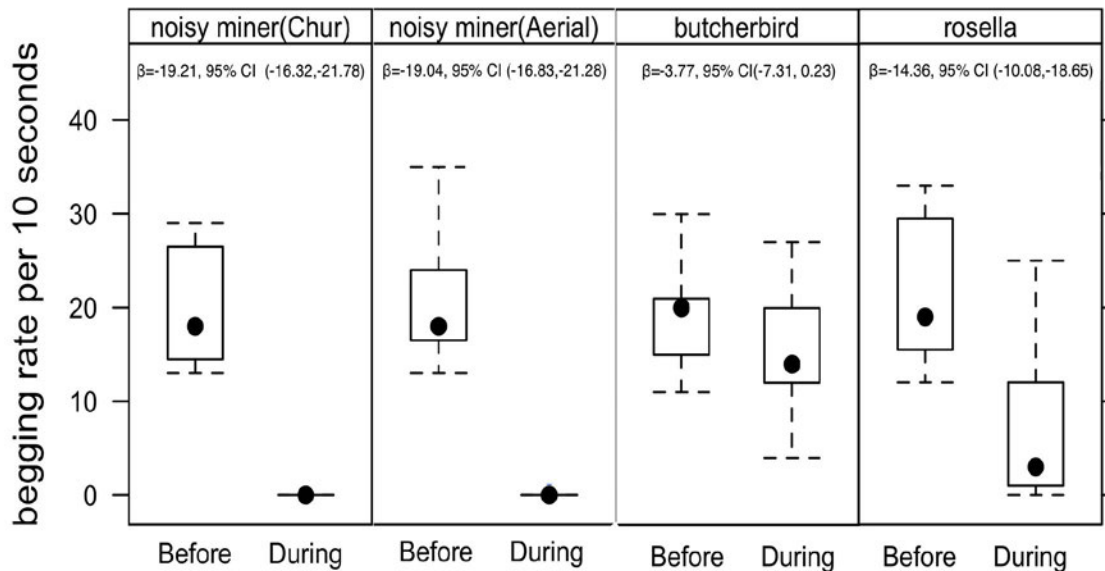 noisy miner(Chur) noisy miner(Aerial) butcherbird rosella
β=-19.21, 95% CI (-16.32,-21.78) β=-19.04, 95% CI (-16.83,-21.28) β=-3.77, 95% CI(-7.31, 0.23) β=-14.36, 95% CI (-10.08,-18.65)
begging rate per 10 seconds
40
30
20
10
0
Before During Before During Before During Before During